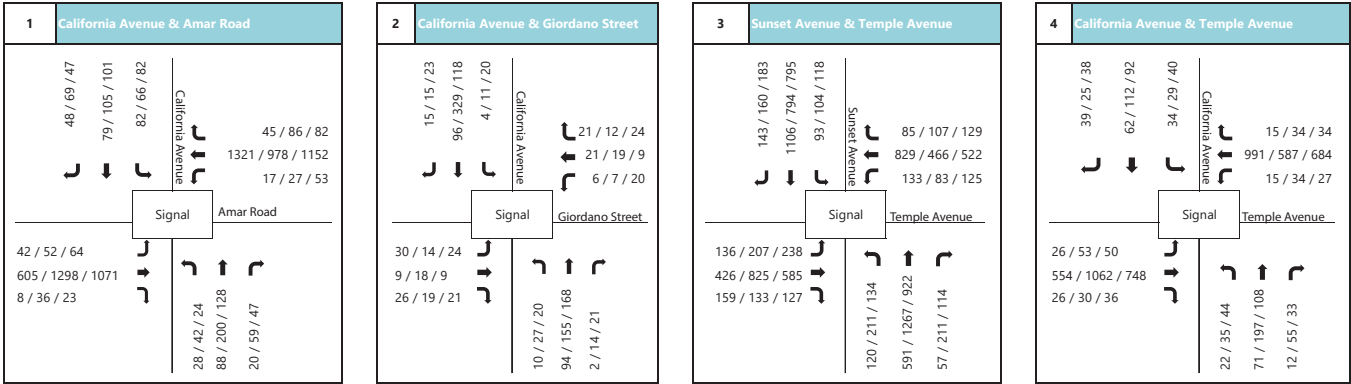 1
California Avenue & Amar Road
48 / 69 / 47
79 / 105 / 101
82 / 66 / 82
California Avenue
45 / 86 / 82
1321 / 978 / 1152
17 / 27 / 53
Signal
Amar Road
42 / 52 / 64
605 / 1298 / 1071
8 / 36 / 23
28 / 42 / 24
88 / 200 / 128
20 / 59 / 47
2
California Avenue & Giordano Street
15 / 15 / 23
96 / 329 / 118
4 / 11 / 20
California Avenue
21 / 12 / 24
21 / 19 / 9
6 / 7 / 20
Signal
Giordano Street
30 / 14 / 24
9 / 18 / 9
26 / 19 / 21
10 / 27 / 20
94 / 155 / 168
2 / 14 / 21
3
Sunset Avenue & Temple Avenue
143 / 160 / 183
1106 / 794 / 795
93 / 104 / 118
Sunset Avenue
85 / 107 / 129
829 / 466 / 522
133 / 83 / 125
Signal
Temple Avenue
136 / 207 / 238
426 / 825 / 585
159 / 133 / 127
120 / 211 / 134
591 / 1267 / 922
57 / 211 / 114
4
California Avenue & Temple Avenue
39 / 25 / 38
62 / 112 / 92
34 / 29 / 40
California Avenue
15 / 34 / 34
991 / 587 / 684
15 / 34 / 27
Signal
Temple Avenue
26 / 53 / 50
554 / 1062 / 748
26 / 30 / 36
22 / 35 / 44
71 / 197 / 108
12 / 55 / 33